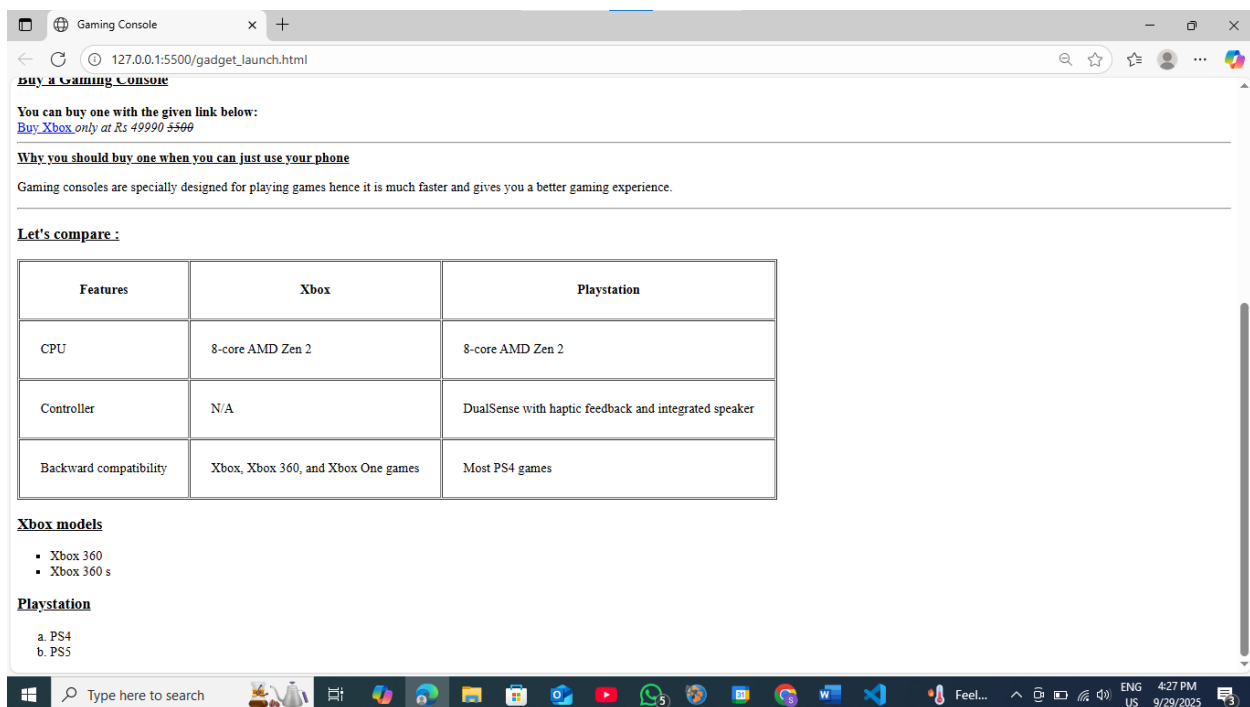 Gaming Console
127.0.0.1:5500/gadget_launch.html
Buy a Gaming Console
You can buy one with the given link below:
Buy Xbox only at Rs 49990 5500
Why you should buy one when you can just use your phone
Gaming consoles are specially designed for playing games hence it is much faster and gives you a better gaming experience.
Let's compare :
Features Xbox Playstation
CPU 8-core AMD Zen 2 8-core AMD Zen 2
Controller N/A DualSense with haptic feedback and integrated speaker
Backward compatibility Xbox, Xbox 360, and Xbox One games Most PS4 games
Xbox models
▪ Xbox 360
▪ Xbox 360 s
Playstation
a. PS4
b. PS5
Type here to search 5 31 Feel... ENG 4:27 PM
US 9/29/2025 3